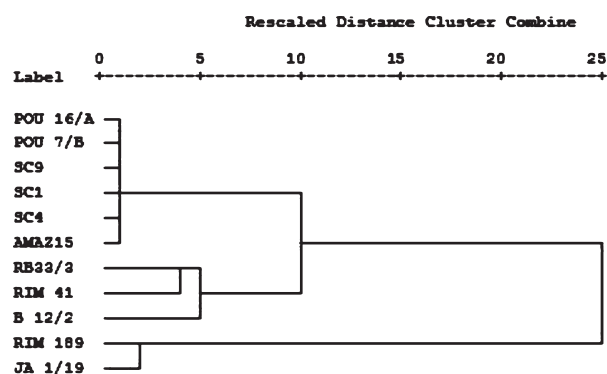 Rescaled Distance Cluster Combine
0 5 10 15 20 25
Label
POU 16/A
POU 7/B
SC9
SC1
SC4
AMAZ15
RB33/3
RIM 41
B 12/2
RIM 189
JA 1/19